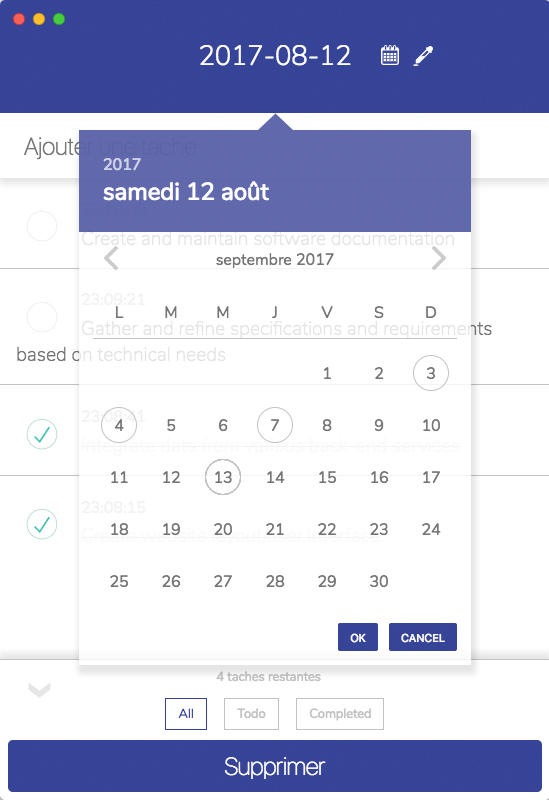 2017-08-12
Ajouter une tache
2017
samedi 12 août
Create and maintain software documentation
septembre 2017
23:09:21
L M M J V S D
Gather and refine specifications and requirements
based on technical needs
1 2 3
23:08:41
4 5 6 7 8 9 10
Integrate data from various back-end services
11 12 13 14 15 16 17
23:08:15
18 19 20 21 22 23 24
25 26 27 28 29 30
OK CANCEL
4 taches restantes
All Todo Completed
Supprimer